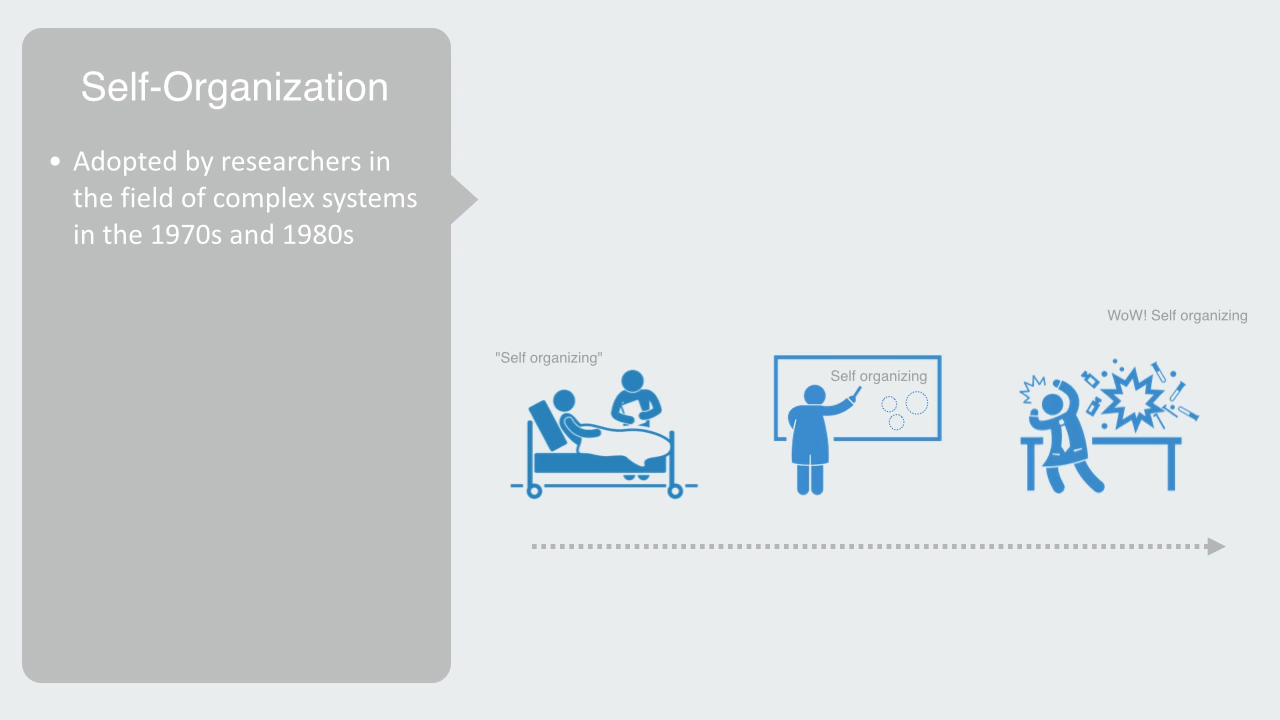 Self-Organization
• Adopted by researchers in
the field of complex systems
in the 1970s and 1980s
WoW! Self organizing
"Self organizing"
Self organizing